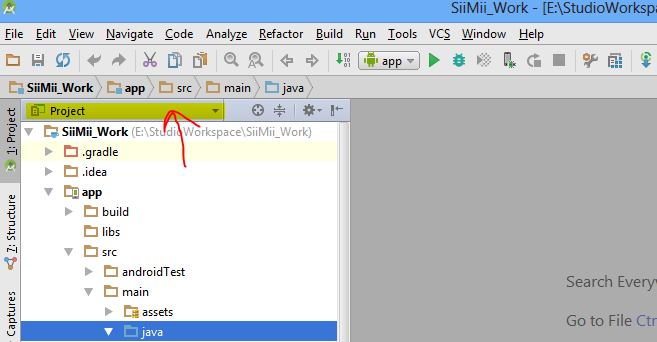 SiiMii_Work - [E:\StudioWorkspa
File Edit View Navigate Code Analyze Refactor Build Run Tools VCS Window Help
app
SiiMii_Work app src main java
1: Project
Project
SiiMii_Work (E:\StudioWorkspace\SiiMii_Work)
.gradle
.idea
app
build
libs
src
androidTest
main
assets
java
7: Structure
Captures
Search Every
Go to File Ctr